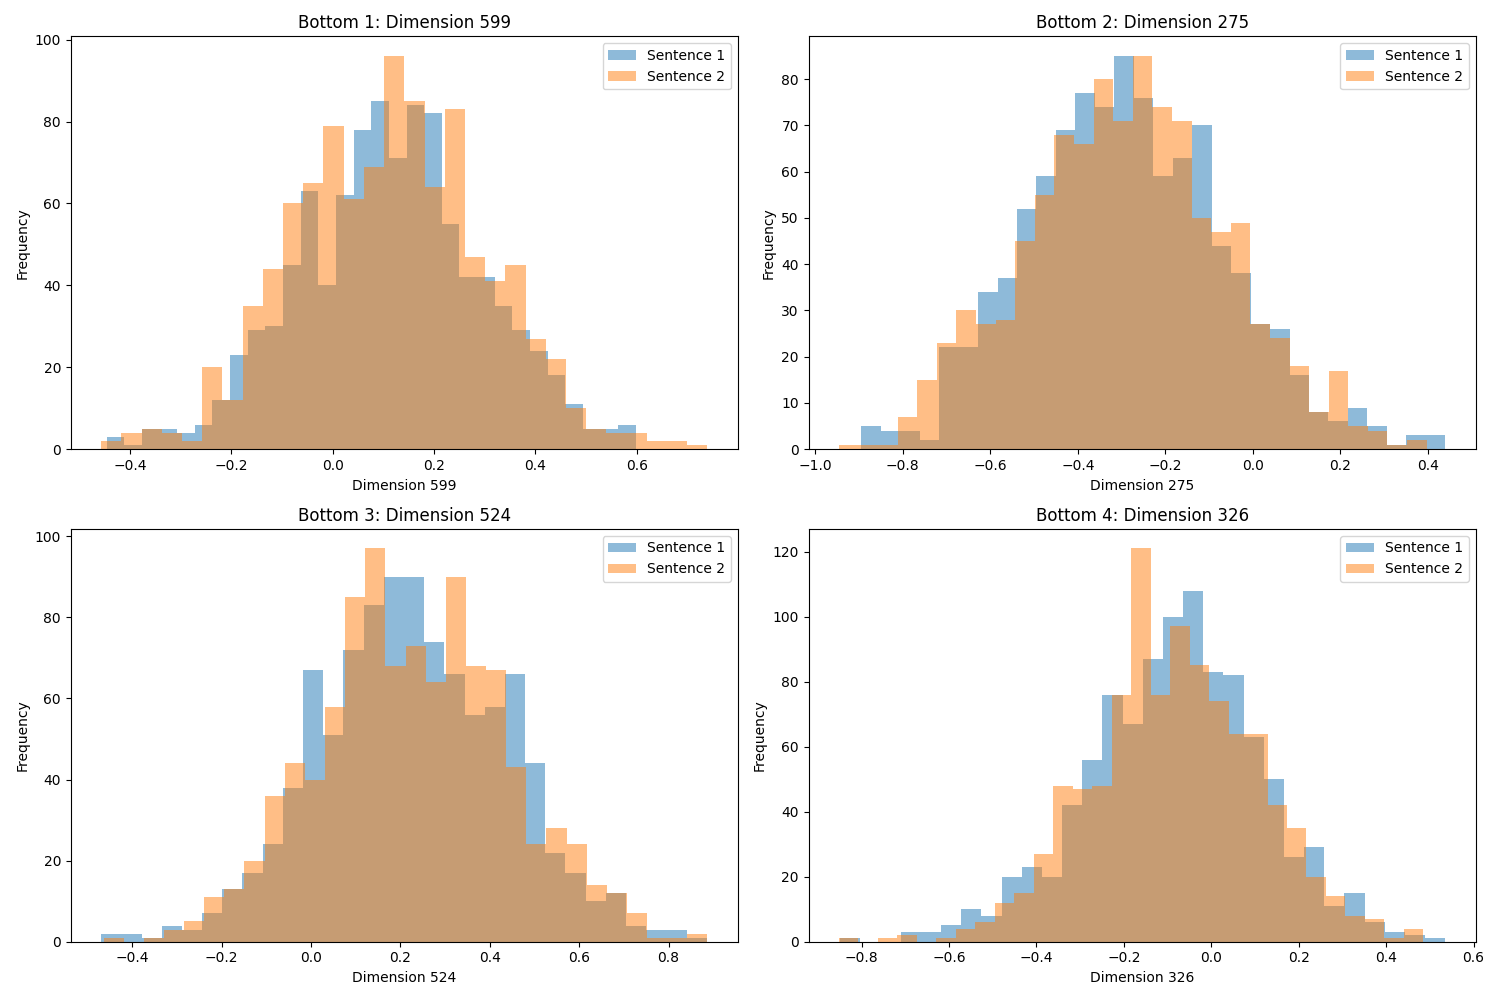 Bottom 1: Dimension 599
Sentence 1
Sentence 2
Frequency
100
80
60
40
20
0
−0.4 −0.2 0.0 0.2 0.4 0.6
Dimension 599
Bottom 2: Dimension 275
Sentence 1
Sentence 2
Frequency
80
70
60
50
40
30
20
10
0
−1.0 −0.8 −0.6 −0.4 −0.2 0.0 0.2 0.4
Dimension 275
Bottom 3: Dimension 524
Sentence 1
Sentence 2
Frequency
100
80
60
40
20
0
−0.4 −0.2 0.0 0.2 0.4 0.6 0.8
Dimension 524
Bottom 4: Dimension 326
Sentence 1
Sentence 2
Frequency
120
100
80
60
40
20
0
−0.8 −0.6 −0.4 −0.2 0.0 0.2 0.4 0.6
Dimension 326